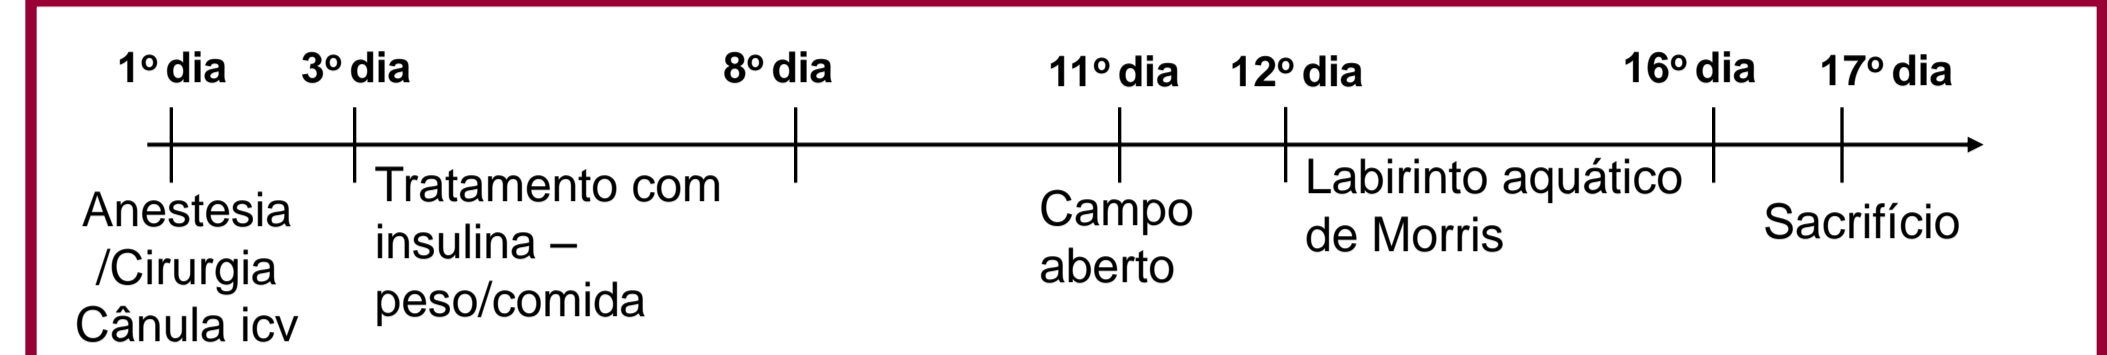 1º dia
3º dia
8º dia
11º dia
12º dia
16º dia
17º dia
Anestesia
/Cirurgia
Cânula icv
Tratamento com
insulina –
peso/comida
Campo
aberto
Labirinto aquático
de Morris
Sacrifício